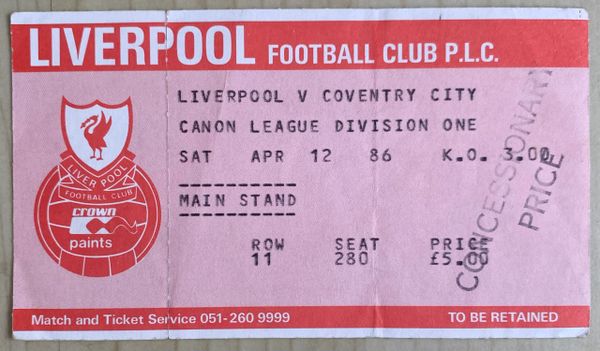 LIVERPOOL FOOTBALL CLUB P.L.C.
LIVERPOOL V COVENTRY CITY
CANON LEAGUE DIVISION ONE
SAT APR 12 86 K.O. 3.00
MAIN STAND
ROW SEAT PRICE
11 280 £5.00
CONCESSIONARY
PRICE
LIVER POOL
FOOTBALL CLUB
crown
paints
Match and Ticket Service 051-260 9999 TO BE RETAINED